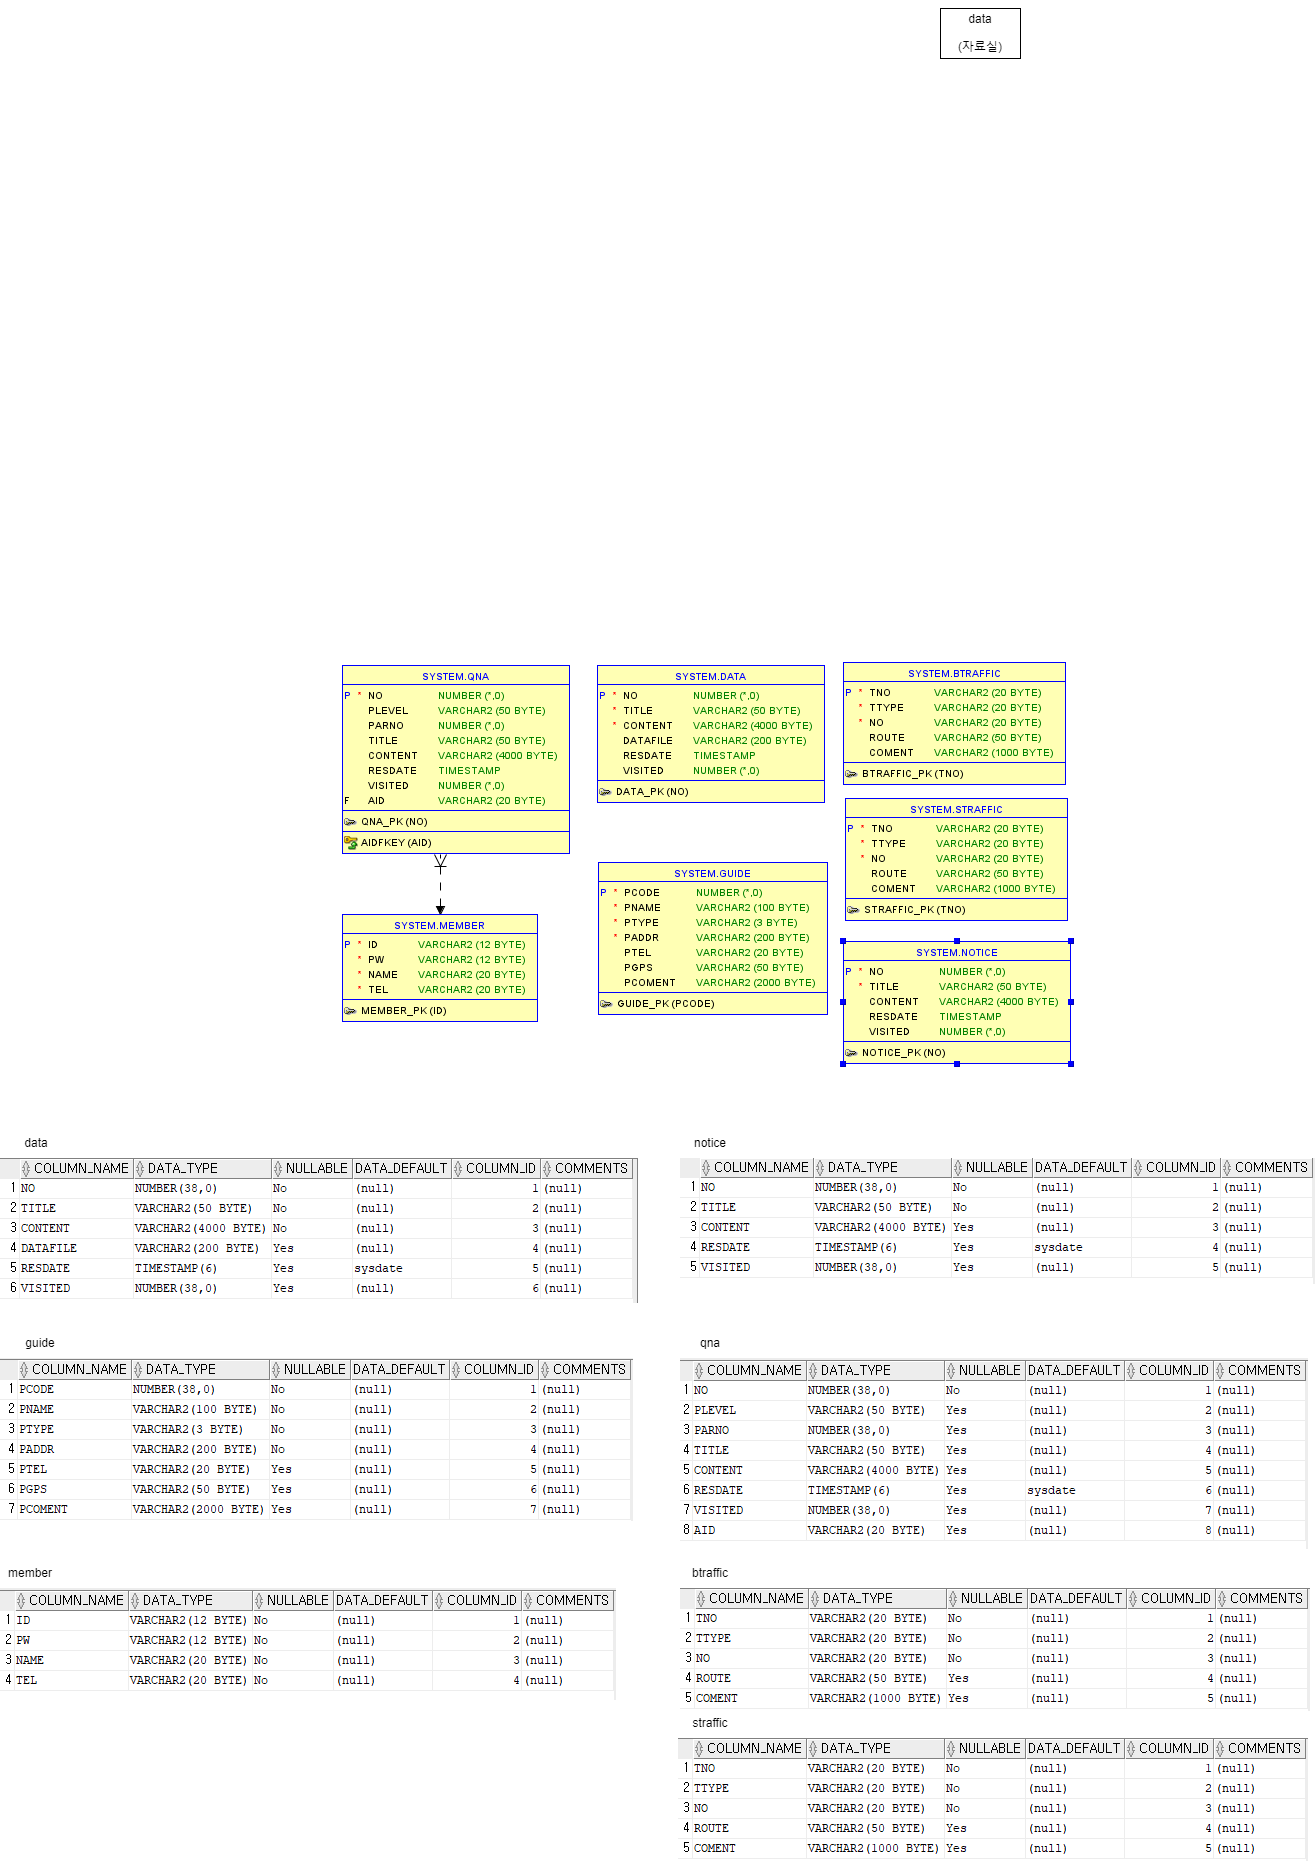 data
(자료실)
SYSTEM.QNA
P * NO NUMBER (*,0)
PLEVEL VARCHAR2 (50 BYTE)
PARNO NUMBER (*,0)
TITLE VARCHAR2 (50 BYTE)
CONTENT VARCHAR2 (4000 BYTE)
RESDATE TIMESTAMP
VISITED NUMBER (*,0)
F AID VARCHAR2 (20 BYTE)
QNA_PK (NO)
AIDFKEY (AID)
SYSTEM.MEMBER
P * ID VARCHAR2 (12 BYTE)
* PW VARCHAR2 (12 BYTE)
* NAME VARCHAR2 (20 BYTE)
* TEL VARCHAR2 (20 BYTE)
MEMBER_PK (ID)
SYSTEM.DATA
P * NO NUMBER (*,0)
* TITLE VARCHAR2 (50 BYTE)
* CONTENT VARCHAR2 (4000 BYTE)
DATAFILE VARCHAR2 (200 BYTE)
RESDATE TIMESTAMP
VISITED NUMBER (*,0)
DATA_PK (NO)
SYSTEM.GUIDE
P * PCODE NUMBER (*,0)
* PNAME VARCHAR2 (100 BYTE)
* PTYPE VARCHAR2 (3 BYTE)
* PADDR VARCHAR2 (200 BYTE)
PTEL VARCHAR2 (20 BYTE)
PGPS VARCHAR2 (50 BYTE)
PCOMENT VARCHAR2 (2000 BYTE)
GUIDE_PK (PCODE)
SYSTEM.BTRAFFIC
P * TNO VARCHAR2 (20 BYTE)
* TTYPE VARCHAR2 (20 BYTE)
* NO VARCHAR2 (20 BYTE)
ROUTE VARCHAR2 (50 BYTE)
COMENT VARCHAR2 (1000 BYTE)
BTRAFFIC_PK (TNO)
SYSTEM.STRAFFIC
P * TNO VARCHAR2 (20 BYTE)
* TTYPE VARCHAR2 (20 BYTE)
* NO VARCHAR2 (20 BYTE)
ROUTE VARCHAR2 (50 BYTE)
COMENT VARCHAR2 (1000 BYTE)
STRAFFIC_PK (TNO)
SYSTEM.NOTICE
P * NO NUMBER (*,0)
* TITLE VARCHAR2 (50 BYTE)
CONTENT VARCHAR2 (4000 BYTE)
RESDATE TIMESTAMP
VISITED NUMBER (*,0)
NOTICE_PK (NO)
data
COLUMN_NAME DATA_TYPE NULLABLE DATA_DEFAULT COLUMN_ID COMMENTS
1 NO NUMBER(38,0) No (null) 1 (null)
2 TITLE VARCHAR2(50 BYTE) No (null) 2 (null)
3 CONTENT VARCHAR2(4000 BYTE) No (null) 3 (null)
4 DATAFILE VARCHAR2(200 BYTE) Yes (null) 4 (null)
5 RESDATE TIMESTAMP(6) Yes sysdate 5 (null)
6 VISITED NUMBER(38,0) Yes (null) 6 (null)
notice
COLUMN_NAME DATA_TYPE NULLABLE DATA_DEFAULT COLUMN_ID COMMENTS
1 NO NUMBER(38,0) No (null) 1 (null)
2 TITLE VARCHAR2(50 BYTE) No (null) 2 (null)
3 CONTENT VARCHAR2(4000 BYTE) Yes (null) 3 (null)
4 RESDATE TIMESTAMP(6) Yes sysdate 4 (null)
5 VISITED NUMBER(38,0) Yes (null) 5 (null)
guide
COLUMN_NAME DATA_TYPE NULLABLE DATA_DEFAULT COLUMN_ID COMMENTS
1 PCODE NUMBER(38,0) No (null) 1 (null)
2 PNAME VARCHAR2(100 BYTE) No (null) 2 (null)
3 PTYPE VARCHAR2(3 BYTE) No (null) 3 (null)
4 PADDR VARCHAR2(200 BYTE) No (null) 4 (null)
5 PTEL VARCHAR2(20 BYTE) Yes (null) 5 (null)
6 PGPS VARCHAR2(50 BYTE) Yes (null) 6 (null)
7 PCOMENT VARCHAR2(2000 BYTE) Yes (null) 7 (null)
qna
COLUMN_NAME DATA_TYPE NULLABLE DATA_DEFAULT COLUMN_ID COMMENTS
1 NO NUMBER(38,0) No (null) 1 (null)
2 PLEVEL VARCHAR2(50 BYTE) Yes (null) 2 (null)
3 PARNO NUMBER(38,0) Yes (null) 3 (null)
4 TITLE VARCHAR2(50 BYTE) Yes (null) 4 (null)
5 CONTENT VARCHAR2(4000 BYTE) Yes (null) 5 (null)
6 RESDATE TIMESTAMP(6) Yes sysdate 6 (null)
7 VISITED NUMBER(38,0) Yes (null) 7 (null)
8 AID VARCHAR2(20 BYTE) Yes (null) 8 (null)
member
COLUMN_NAME DATA_TYPE NULLABLE DATA_DEFAULT COLUMN_ID COMMENTS
1 ID VARCHAR2(12 BYTE) No (null) 1 (null)
2 PW VARCHAR2(12 BYTE) No (null) 2 (null)
3 NAME VARCHAR2(20 BYTE) No (null) 3 (null)
4 TEL VARCHAR2(20 BYTE) No (null) 4 (null)
btraffic
COLUMN_NAME DATA_TYPE NULLABLE DATA_DEFAULT COLUMN_ID COMMENTS
1 TNO VARCHAR2(20 BYTE) No (null) 1 (null)
2 TTYPE VARCHAR2(20 BYTE) No (null) 2 (null)
3 NO VARCHAR2(20 BYTE) No (null) 3 (null)
4 ROUTE VARCHAR2(50 BYTE) Yes (null) 4 (null)
5 COMENT VARCHAR2(1000 BYTE) Yes (null) 5 (null)
straffic
COLUMN_NAME DATA_TYPE NULLABLE DATA_DEFAULT COLUMN_ID COMMENTS
1 TNO VARCHAR2(20 BYTE) No (null) 1 (null)
2 TTYPE VARCHAR2(20 BYTE) No (null) 2 (null)
3 NO VARCHAR2(20 BYTE) No (null) 3 (null)
4 ROUTE VARCHAR2(50 BYTE) Yes (null) 4 (null)
5 COMENT VARCHAR2(1000 BYTE) Yes (null) 5 (null)